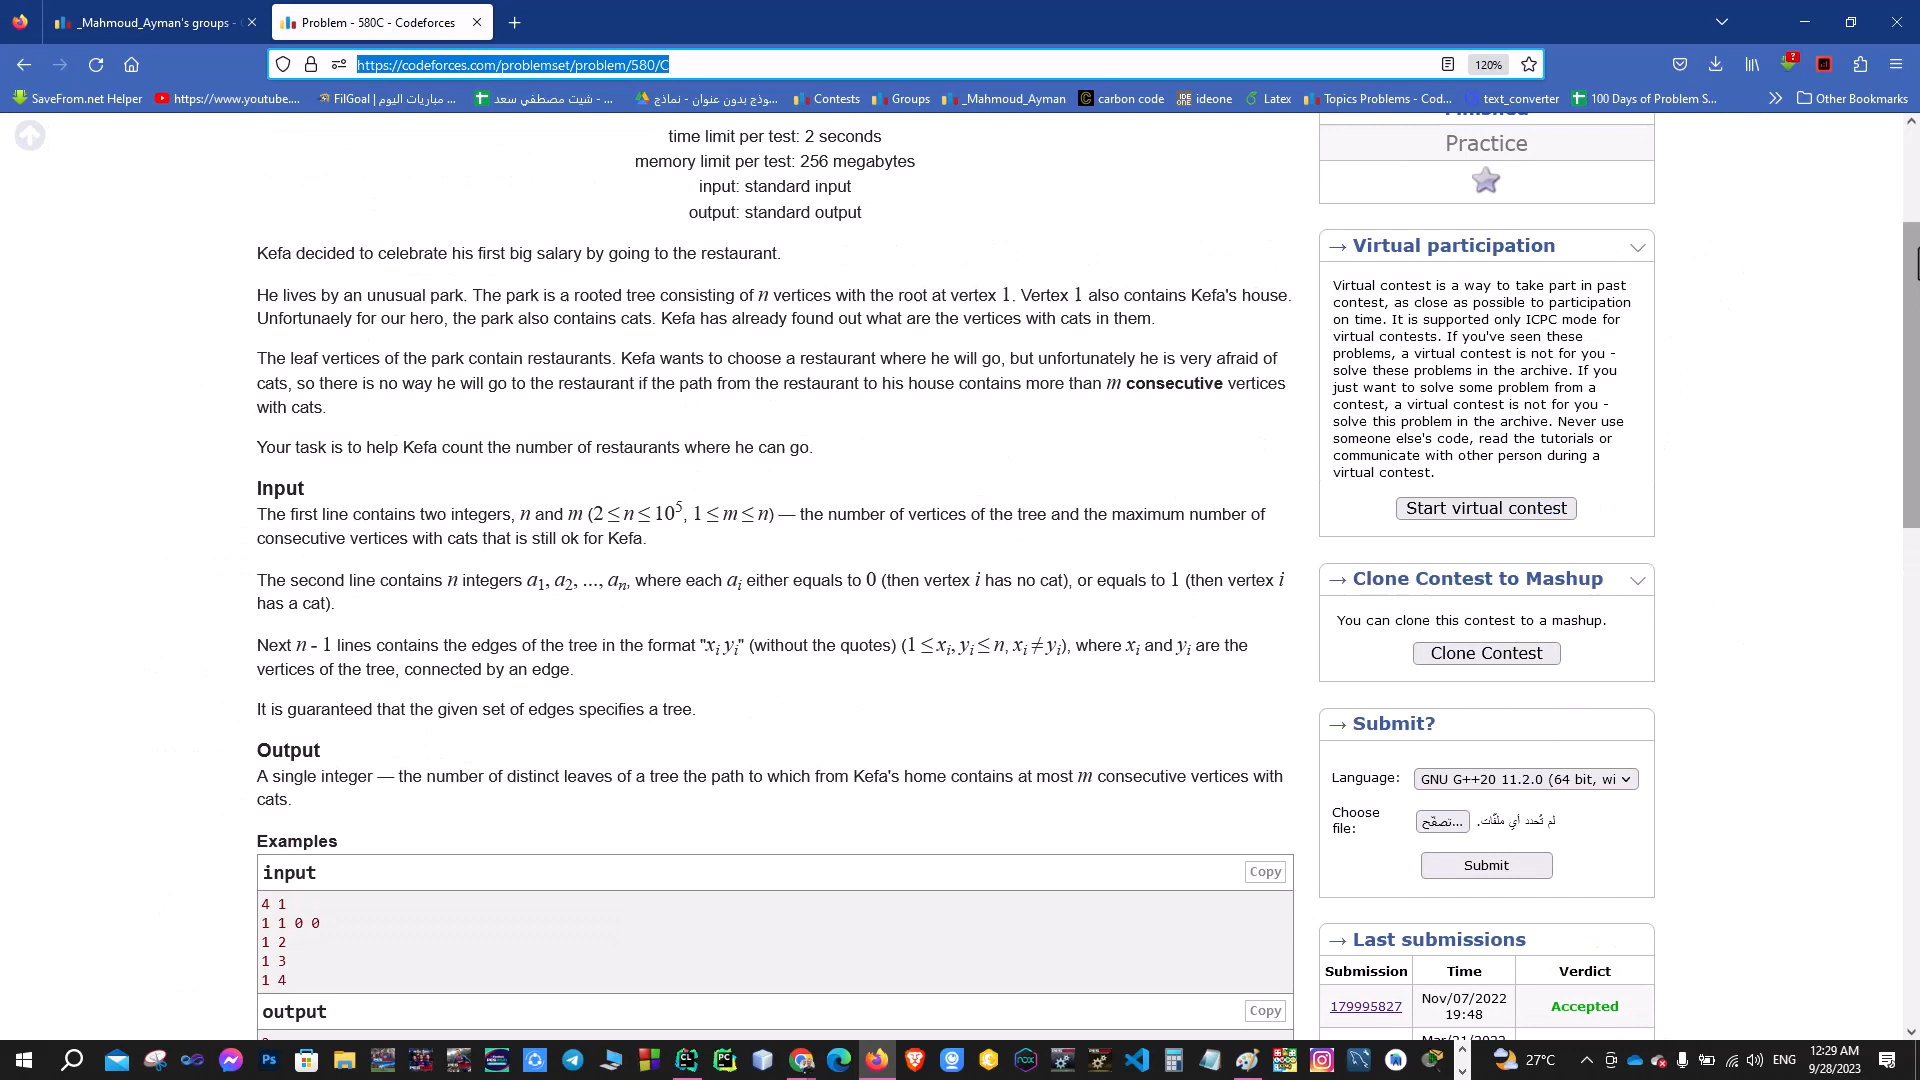 _Mahmoud_Ayman's groups -
Problem - 580C - Codeforces
https://codeforces.com/problemset/problem/580/C
120%
SaveFrom.net Helper
https://www.youtube....
FilGoal | مباريات اليوم ...
شيت مصطفي سعد - ...
...نموذج بدون عنوان - نماذج
Contests
Groups
_Mahmoud_Ayman
carbon code
ideone
Latex
Topics Problems - Cod...
text_converter
100 Days of Problem S...
Other Bookmarks
time limit per test: 2 seconds
memory limit per test: 256 megabytes
input: standard input
output: standard output
Kefa decided to celebrate his first big salary by going to the restaurant.
He lives by an unusual park. The park is a rooted tree consisting of n vertices with the root at vertex 1. Vertex 1 also contains Kefa's house.
Unfortunaely for our hero, the park also contains cats. Kefa has already found out what are the vertices with cats in them.
The leaf vertices of the park contain restaurants. Kefa wants to choose a restaurant where he will go, but unfortunately he is very afraid of
cats, so there is no way he will go to the restaurant if the path from the restaurant to his house contains more than m consecutive vertices
with cats.
Your task is to help Kefa count the number of restaurants where he can go.
Input
The first line contains two integers, n and m (2 ≤ n ≤ 10^5, 1 ≤ m ≤ n) — the number of vertices of the tree and the maximum number of
consecutive vertices with cats that is still ok for Kefa.
The second line contains n integers a1, a2, ..., an, where each ai either equals to 0 (then vertex i has no cat), or equals to 1 (then vertex i
has a cat).
Next n - 1 lines contains the edges of the tree in the format "xi yi" (without the quotes) (1 ≤ xi, yi ≤ n, xi ≠ yi), where xi and yi are the
vertices of the tree, connected by an edge.
It is guaranteed that the given set of edges specifies a tree.
Output
A single integer — the number of distinct leaves of a tree the path to which from Kefa's home contains at most m consecutive vertices with
cats.
Examples
input
Copy
4 1
1 1 0 0
1 2
1 3
1 4
output
Copy
Finished
Practice
→ Virtual participation
Virtual contest is a way to take part in past
contest, as close as possible to participation
on time. It is supported only ICPC mode for
virtual contests. If you've seen these
problems, a virtual contest is not for you -
solve these problems in the archive. If you
just want to solve some problem from a
contest, a virtual contest is not for you -
solve this problem in the archive. Never use
someone else's code, read the tutorials or
communicate with other person during a
virtual contest.
Start virtual contest
→ Clone Contest to Mashup
You can clone this contest to a mashup.
Clone Contest
→ Submit?
Language:
GNU G++20 11.2.0 (64 bit, wi
Choose
file:
تصفّح...
لم تُحدد أي ملفّات.
Submit
→ Last submissions
Submission Time Verdict
179995827
Nov/07/2022
19:48
Accepted
27°C
ENG
12:29 AM
9/28/2023